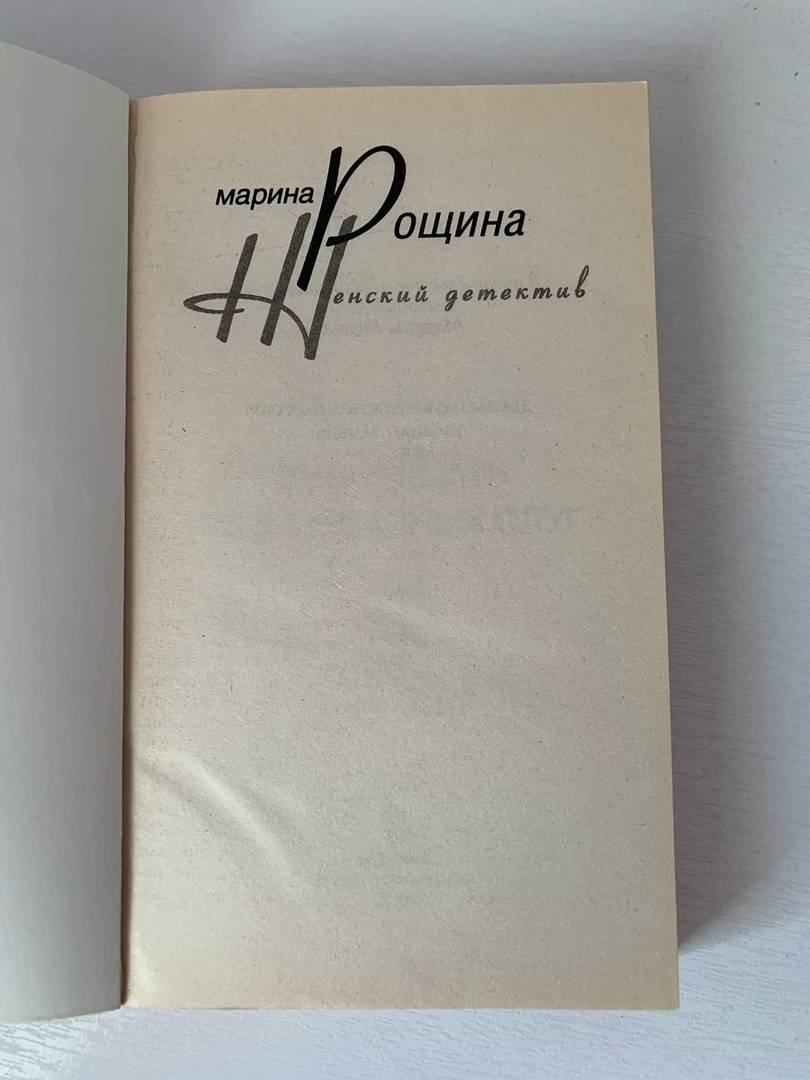 марина Рощина
Женский детектив